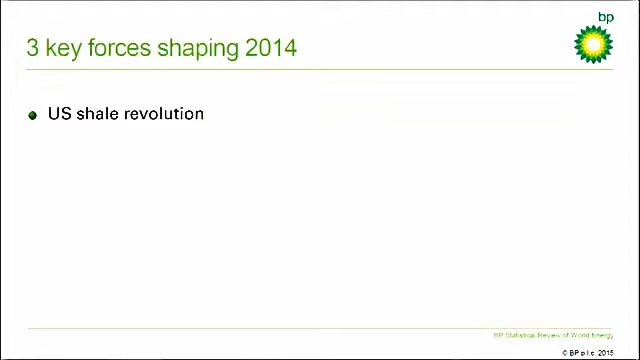 bp
3 key forces shaping 2014
US shale revolution
BP Statistical Review of World Energy
© BP p.l.c. 2015